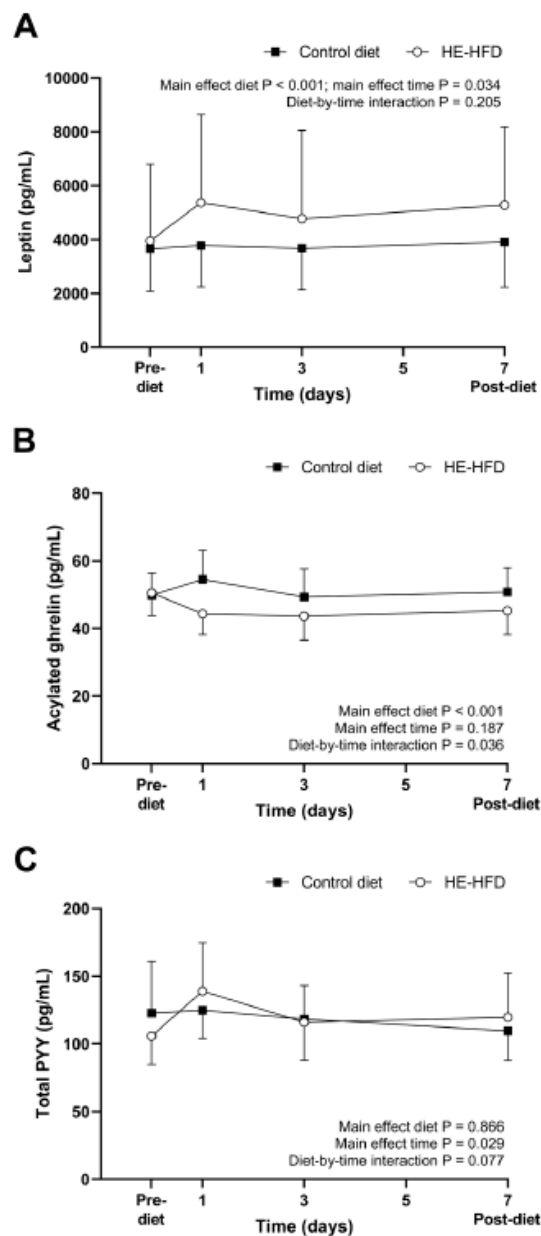 A
Control diet HE-HFD
Main effect diet P < 0.001; main effect time P = 0.034
Diet-by-time interaction P = 0.205
10000
8000
6000
4000
2000
0
Leptin (pg/mL)
Pre-diet 1 3 5 7
Post-diet
Time (days)
B
Control diet HE-HFD
80
60
40
20
0
Acylated ghrelin (pg/mL)
Main effect diet P < 0.001
Main effect time P = 0.187
Diet-by-time interaction P = 0.036
Pre-diet 1 3 5 7
Post-diet
Time (days)
C
Control diet HE-HFD
200
150
100
50
0
Total PYY (pg/mL)
Main effect diet P = 0.866
Main effect time P = 0.029
Diet-by-time interaction P = 0.077
Pre-diet 1 3 5 7
Post-diet
Time (days)